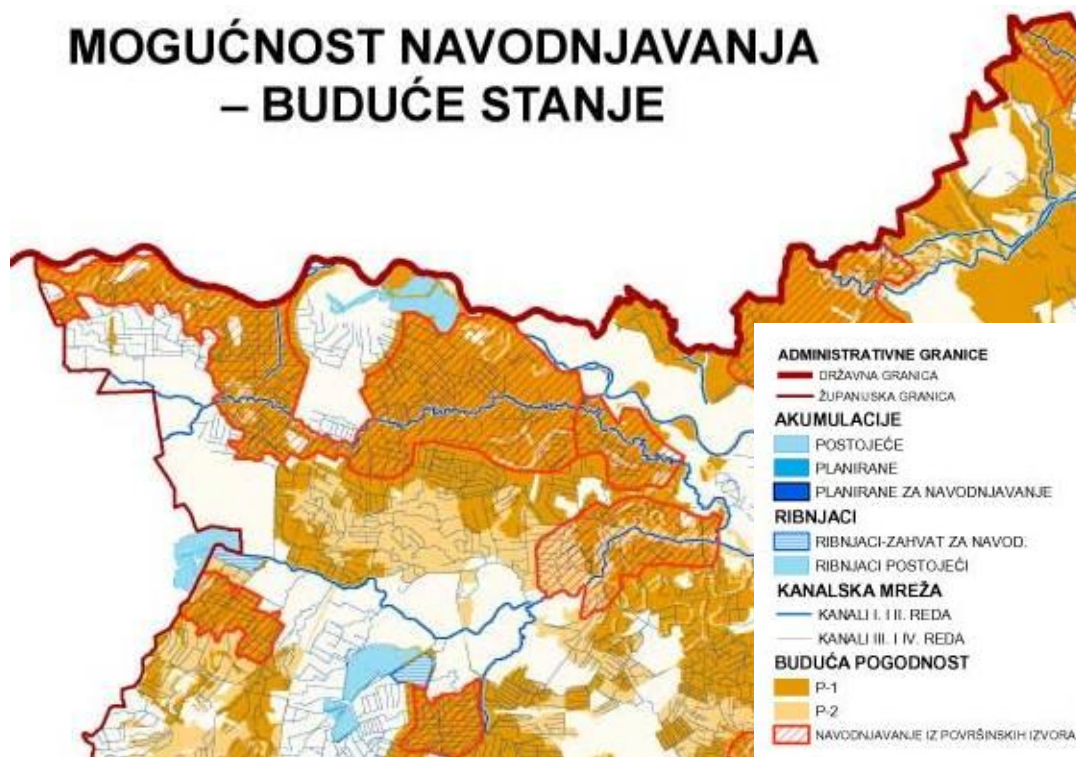 MOGUĆNOST NAVODNJAVANJA
– BUDUĆE STANJE
ADMINISTRATIVNE GRANICE
DRŽAVNA GRANICA
ŽUPANIJSKA GRANICA
AKUMULACIJE
POSTOJEĆE
PLANIRANE
PLANIRANE ZA NAVODNJAVANJE
RIBNJACI
RIBNJACI-ZAHVAT ZA NAVOD.
RIBNJACI POSTOJEĆI
KANALSKA MREŽA
KANALI I. I II. REDA
KANALI III. I IV. REDA
BUDUĆA POGODNOST
P-1
P-2
NAVODNJAVANJE IZ POVRŠINSKIH IZVORA